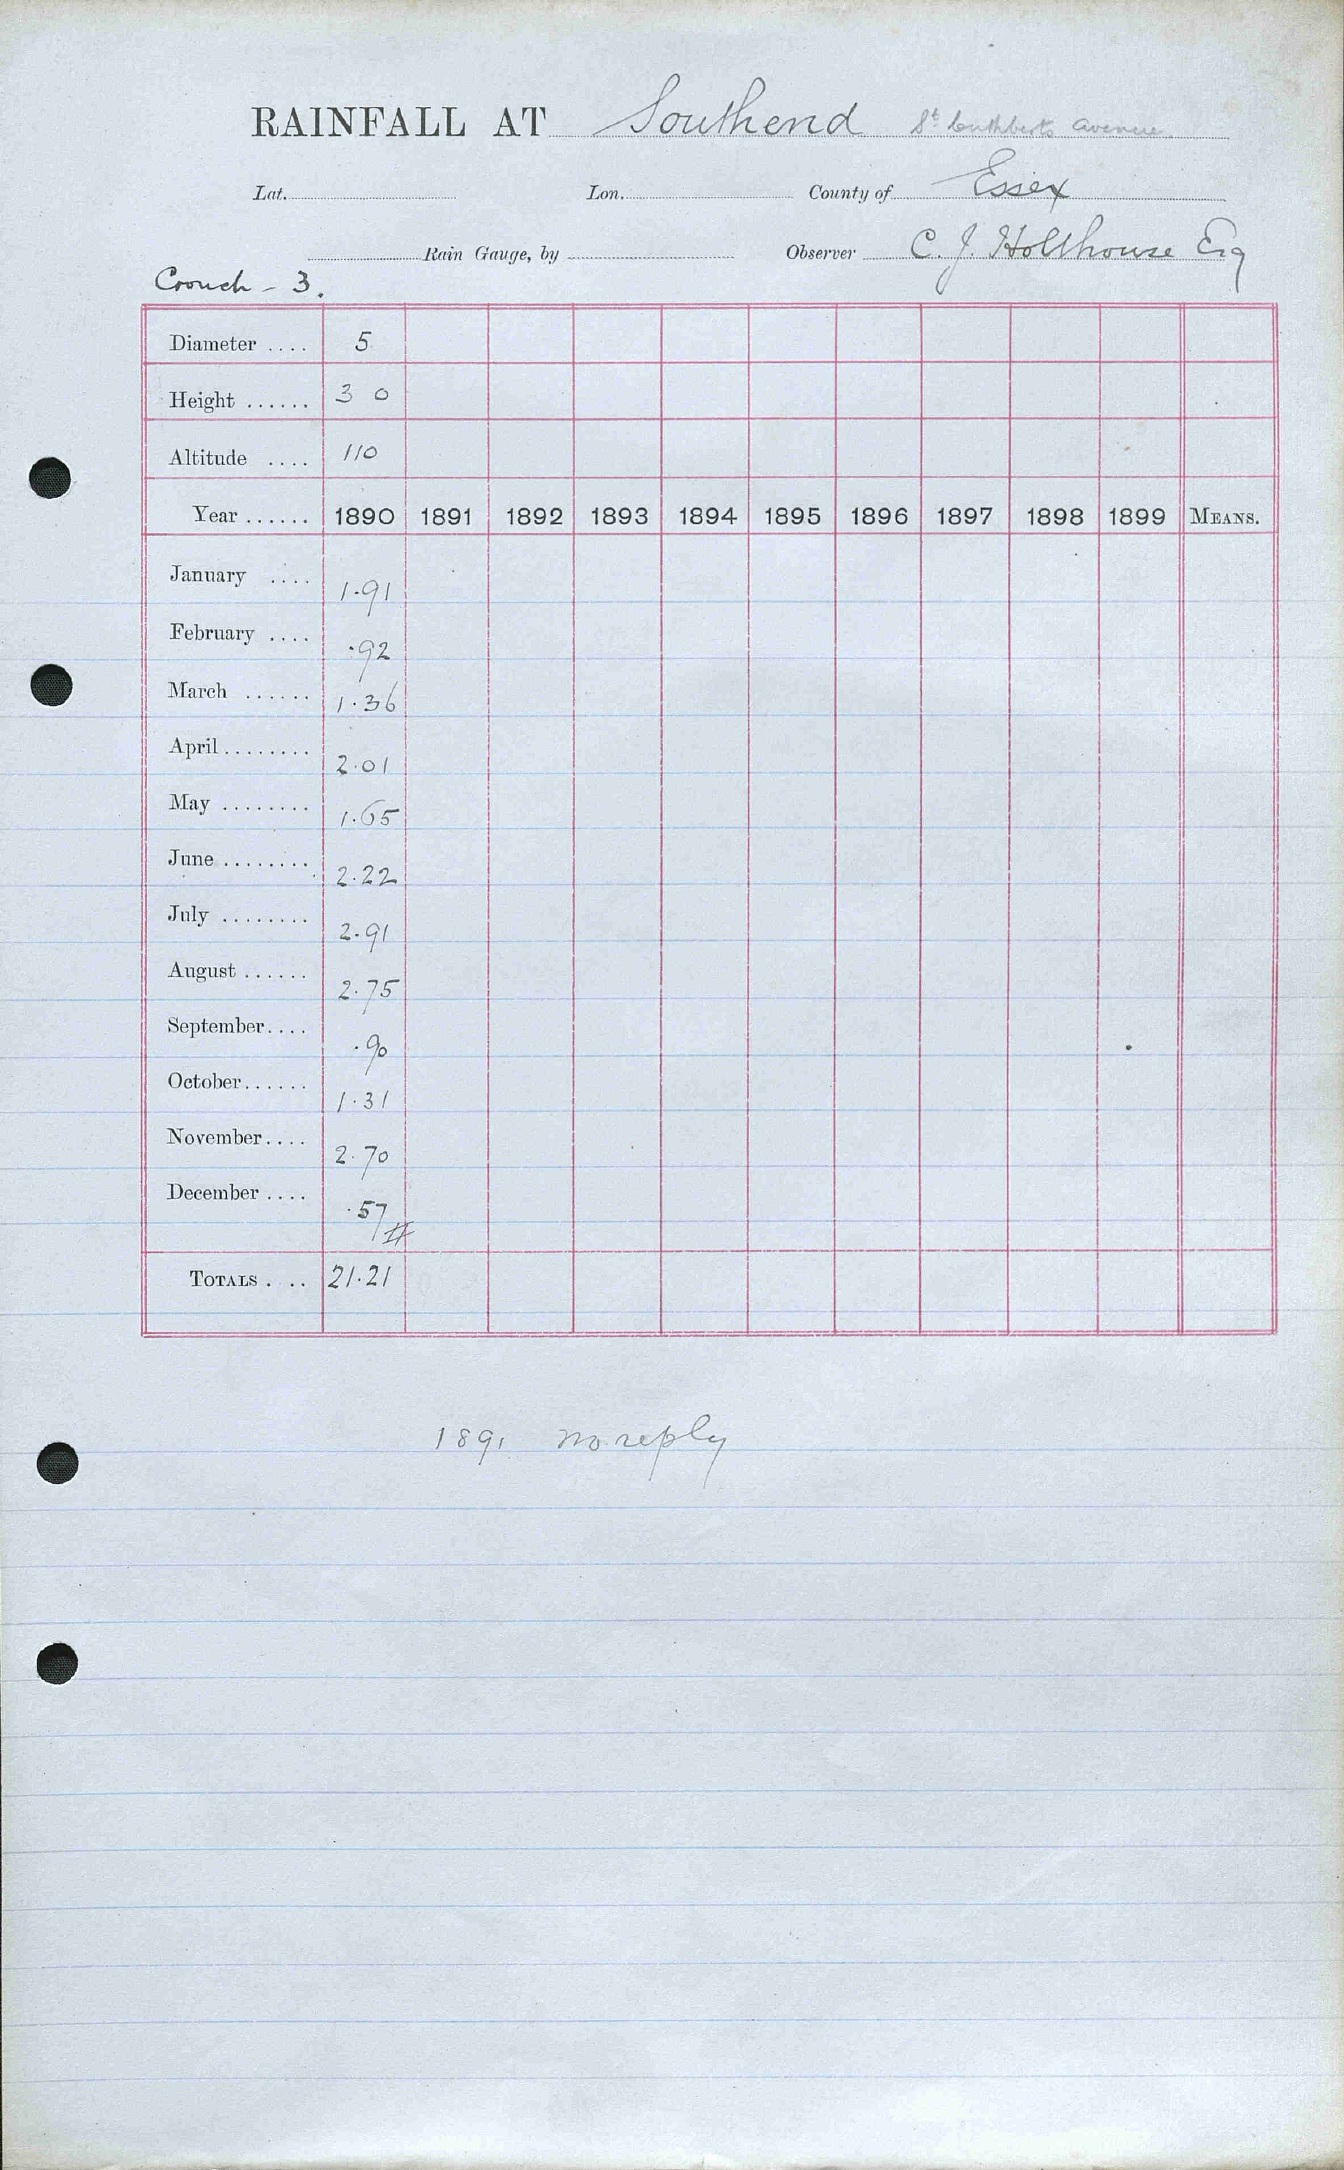 RAINFALL AT Southend St Cuthberts Avenue
Lat. Lon. County of Essex
Rain Gauge, by Observer C. J. Holthouse Esq
Crouch - 3.
Diameter .... 5
Height ...... 3 0
Altitude .... 110
Year ...... 1890 1891 1892 1893 1894 1895 1896 1897 1898 1899 MEANS.
January .... 1.91
February .... .92
March ...... 1.36
April........ 2.01
May ........ 1.65
June ........ 2.22
July ........ 2.91
August ...... 2.75
September.... .90
October...... 1.31
November.... 2.70
December .... .57
TOTALS . .. 21.21
1891 no reply